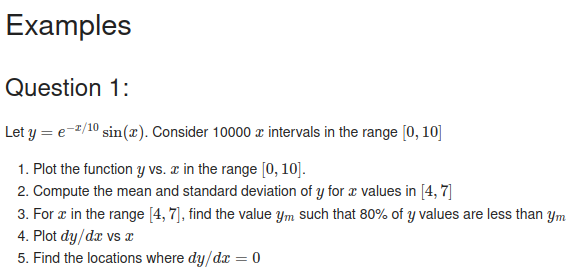 Examples
Question 1:
Let y = e^{-x/10} sin(x). Consider 10000 x intervals in the range [0, 10]
1. Plot the function y vs. x in the range [0, 10].
2. Compute the mean and standard deviation of y for x values in [4, 7]
3. For x in the range [4, 7], find the value y_m such that 80% of y values are less than y_m
4. Plot dy/dx vs x
5. Find the locations where dy/dx = 0